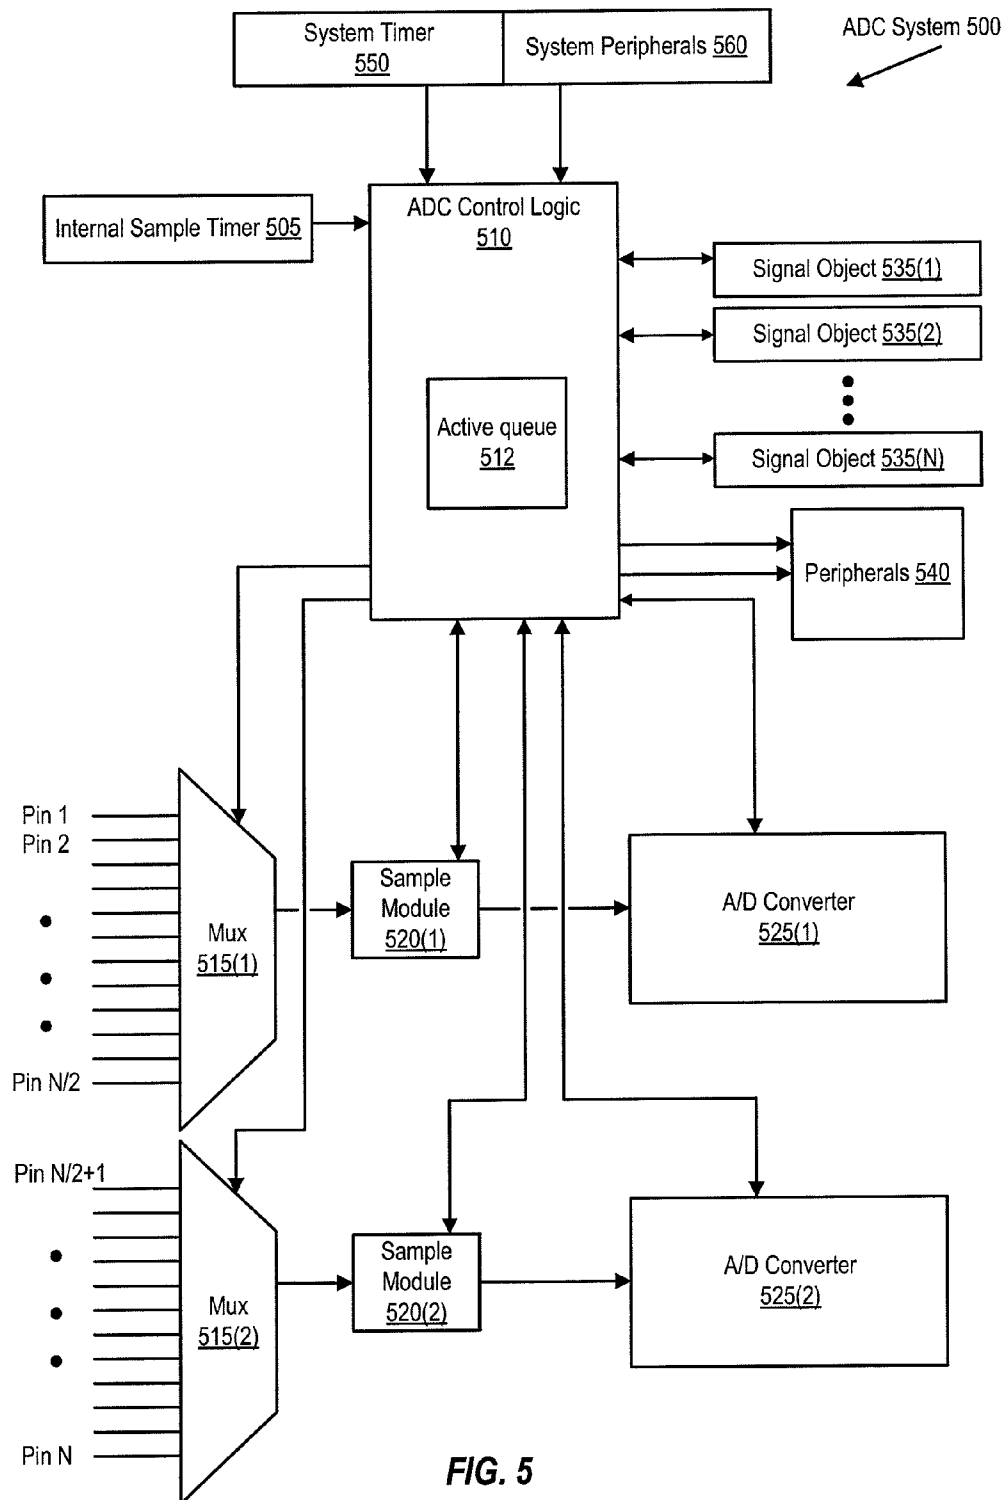 System Timer
550
System Peripherals 560
ADC System 500
Internal Sample Timer 505
ADC Control Logic
510
Signal Object 535(1)
Signal Object 535(2)
Active queue
512
Signal Object 535(N)
Peripherals 540
Pin 1
Pin 2
Pin N/2
Mux
515(1)
Sample
Module
520(1)
A/D Converter
525(1)
Pin N/2+1
Pin N
Mux
515(2)
Sample
Module
520(2)
A/D Converter
525(2)
FIG. 5